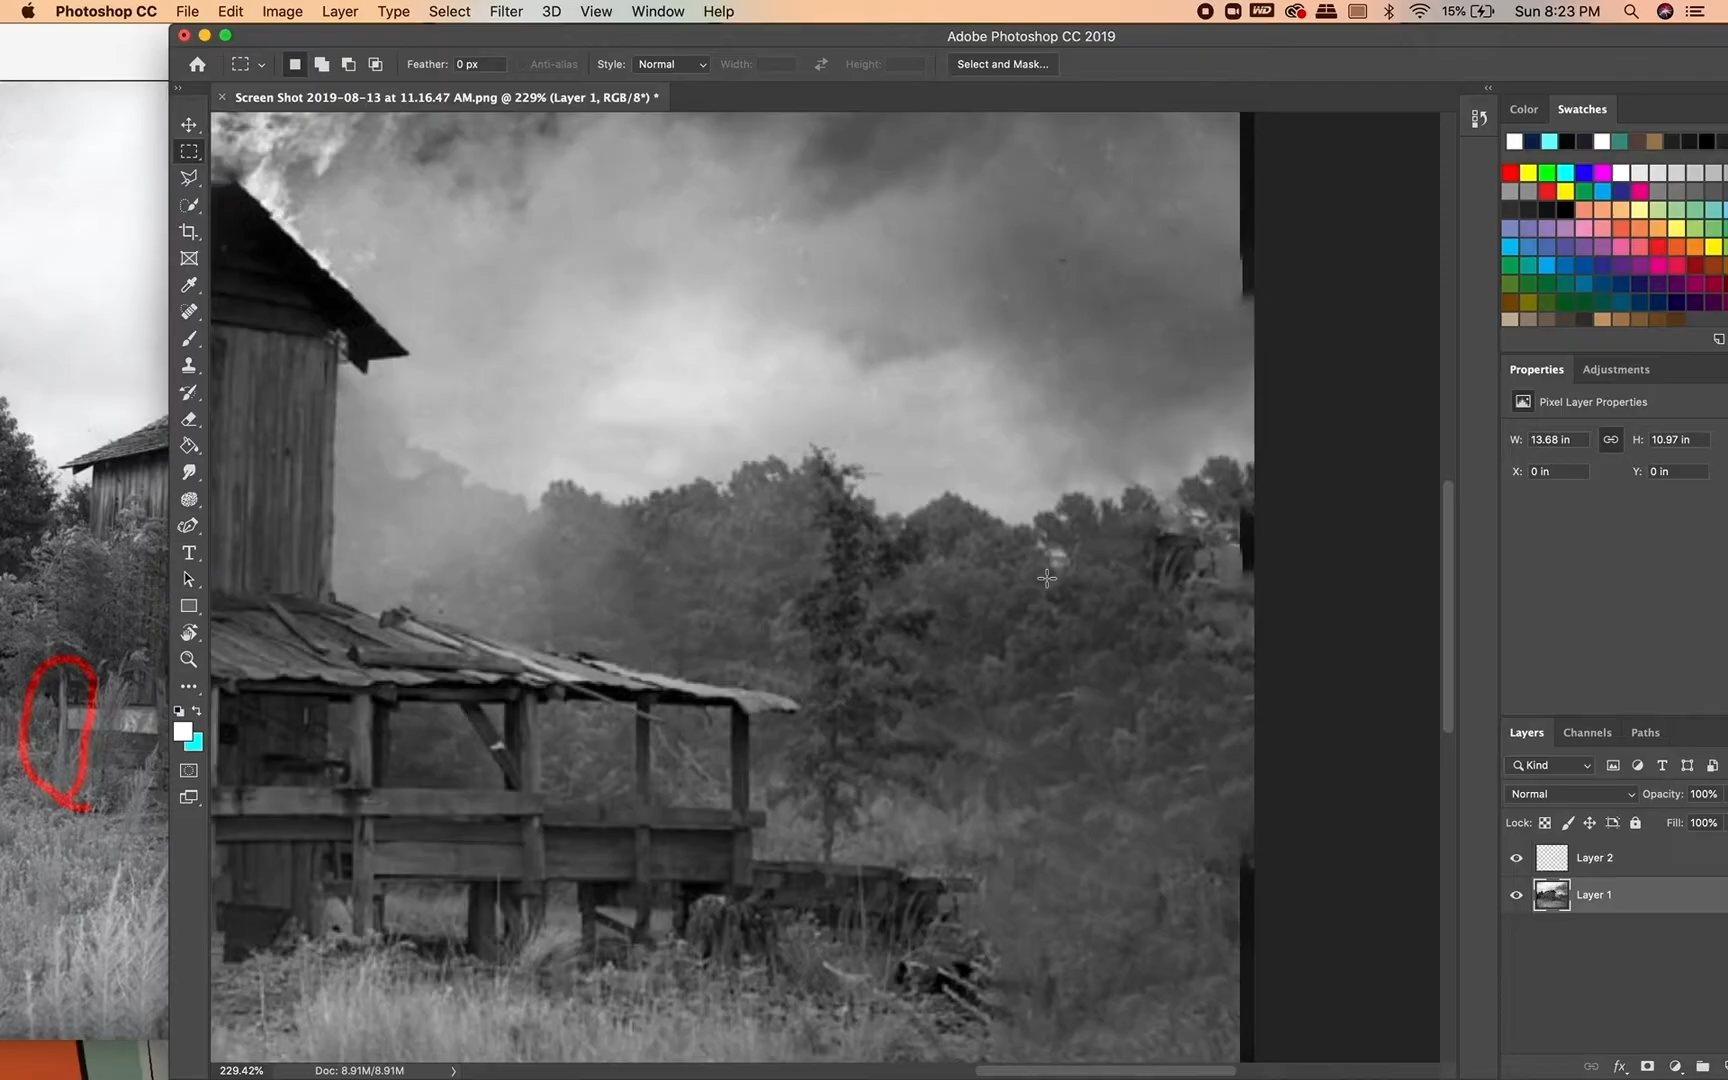 Photoshop CC File Edit Image Layer Type Select Filter 3D View Window Help 15% Sun 8:23 PM
Adobe Photoshop CC 2019
Feather: 0 px Anti-alias Style: Normal Width: Height: Select and Mask...
Screen Shot 2019-08-13 at 11.16.47 AM.png @ 229% (Layer 1, RGB/8*) *
Color Swatches
Properties Adjustments
Pixel Layer Properties
W: 13.68 in H: 10.97 in
X: 0 in Y: 0 in
Layers Channels Paths
Kind
Normal Opacity: 100%
Lock: Fill: 100%
Layer 2
Layer 1
fx
229.42% Doc: 8.91M/8.91M